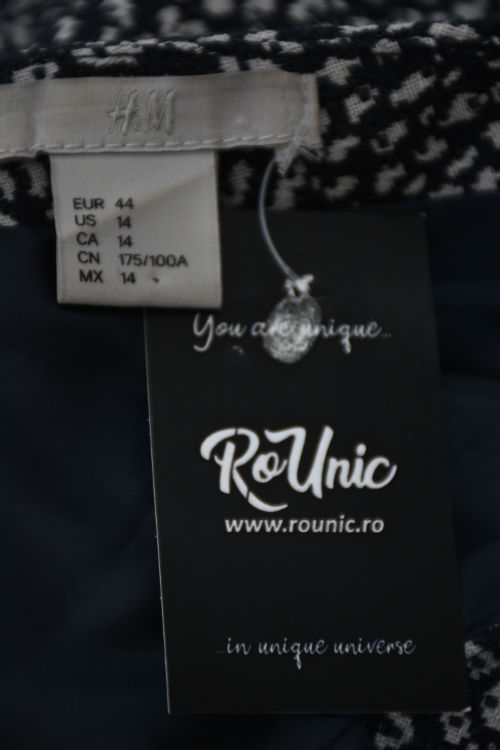 H&M
EUR 44
US 14
CA 14
CN 175/100A
MX 14
You are unique...
RoUnic
www.rounic.ro
...in unique universe